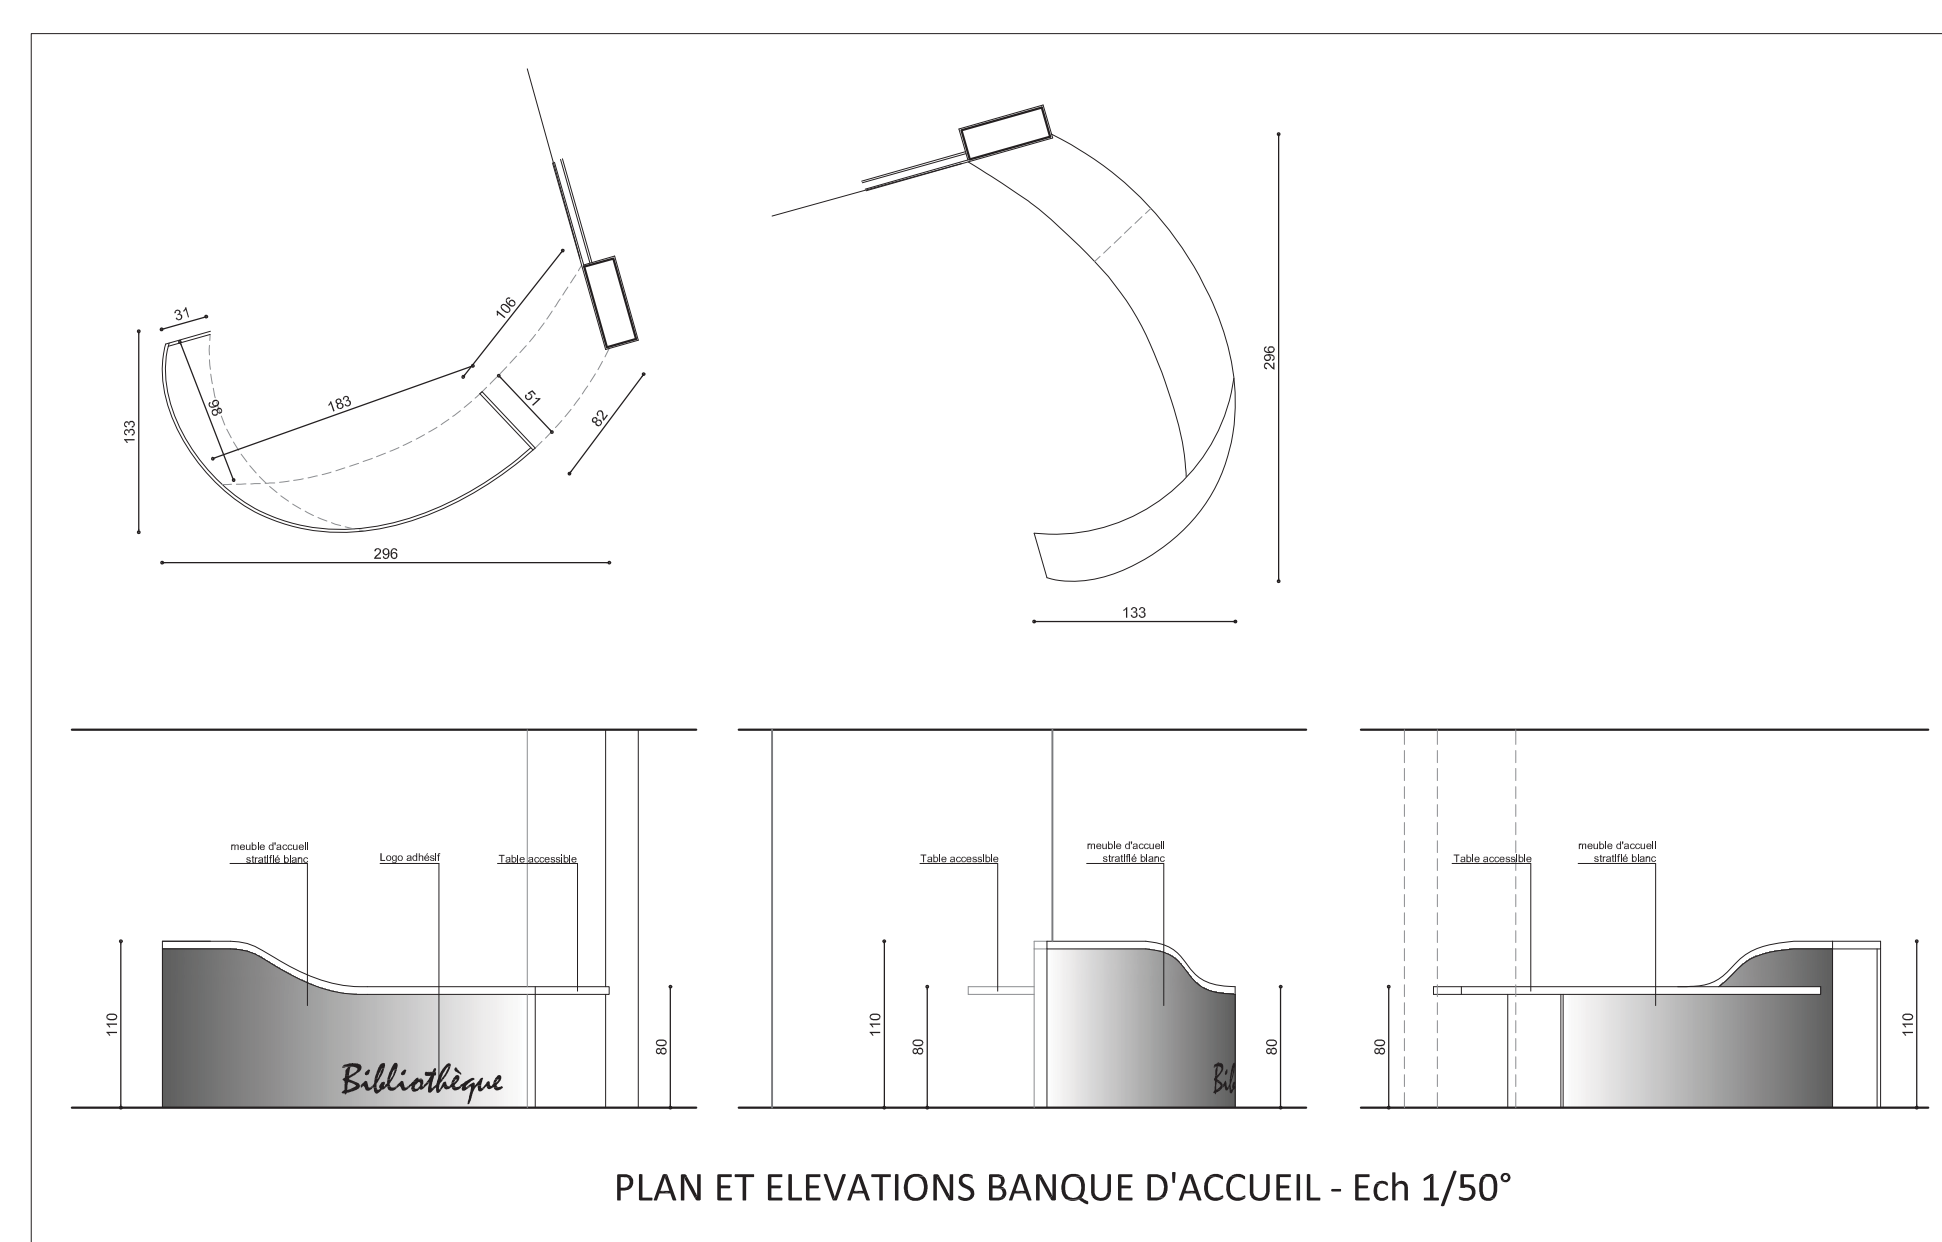 31
106
133
98
183
51
82
296
296
133
meuble d'accueil
stratifié blanc
Logo adhésif
Table accessible
110
80
Bibliothèque
Table accessible
meuble d'accueil
stratifié blanc
110
80
80
Bib
Table accessible
meuble d'accueil
stratifié blanc
80
110
PLAN ET ELEVATIONS BANQUE D'ACCUEIL - Ech 1/50°